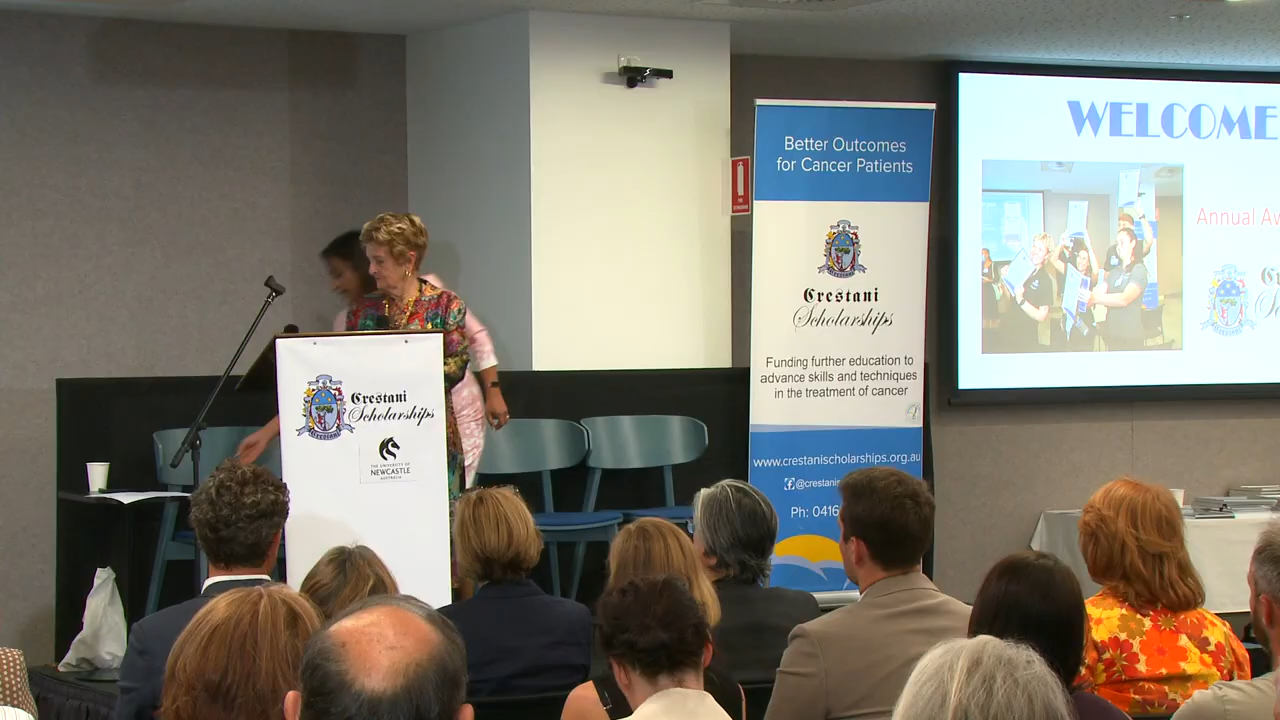 Better Outcomes
for Cancer Patients
Crestani
Scholarships
Funding further education to
advance skills and techniques
in the treatment of cancer
www.crestanischolarships.org.au
@crestani
Ph: 0416
WELCOME
Annual Aw
Crestani
Scholarships
THE UNIVERSITY OF
NEWCASTLE
AUSTRALIA